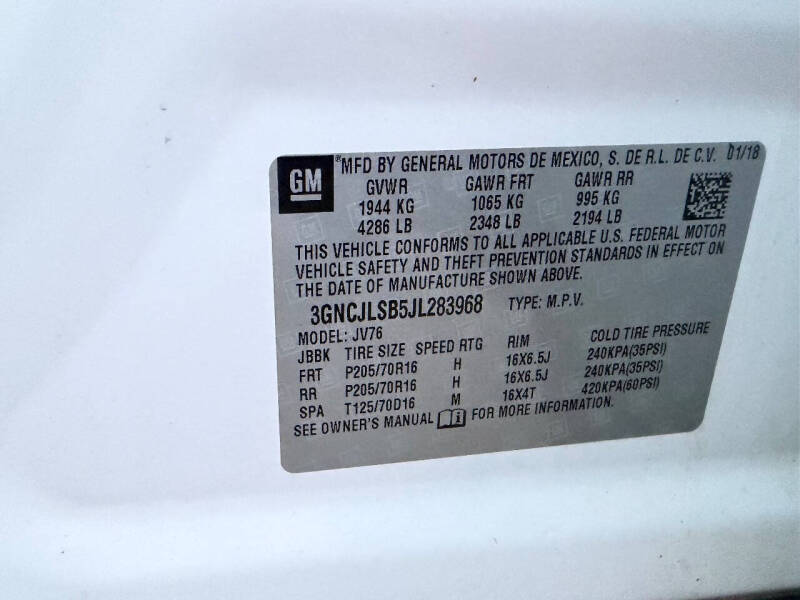 GM
®MFD BY GENERAL MOTORS DE MEXICO, S. DE R.L. DE C.V. 01/18
GVWR GAWR FRT GAWR RR
1944 KG 1065 KG 995 KG
4286 LB 2348 LB 2194 LB
THIS VEHICLE CONFORMS TO ALL APPLICABLE U.S. FEDERAL MOTOR
VEHICLE SAFETY AND THEFT PREVENTION STANDARDS IN EFFECT ON
THE DATE OF MANUFACTURE SHOWN ABOVE.
3GNCJLSB5JL283968 TYPE: M.P.V.
MODEL: JV76
JBBK TIRE SIZE SPEED RTG RIM COLD TIRE PRESSURE
FRT P205/70R16 H 16X6.5J 240KPA(35PSI)
RR P205/70R16 H 16X6.5J 240KPA(35PSI)
SPA T125/70D16 M 16X4T 420KPA(60PSI)
SEE OWNER'S MANUAL FOR MORE INFORMATION.